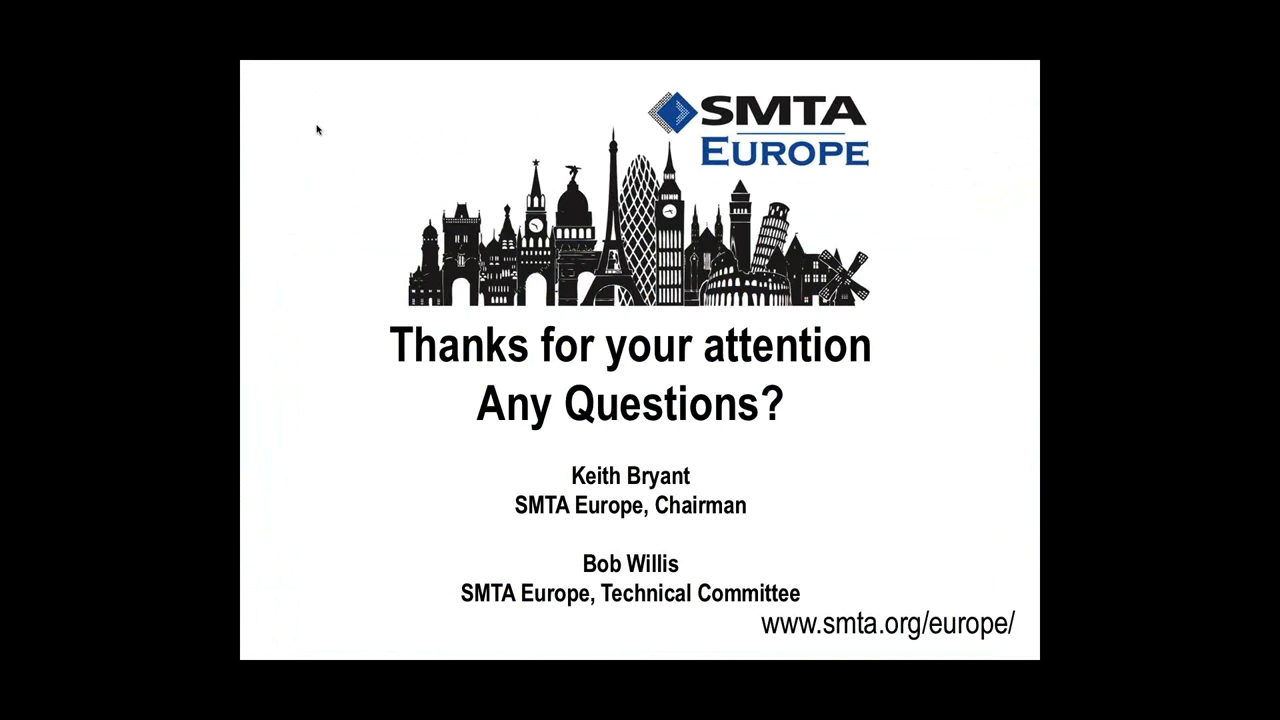 SMTA
EUROPE
Thanks for your attention
Any Questions?
Keith Bryant
SMTA Europe, Chairman
Bob Willis
SMTA Europe, Technical Committee
www.smta.org/europe/